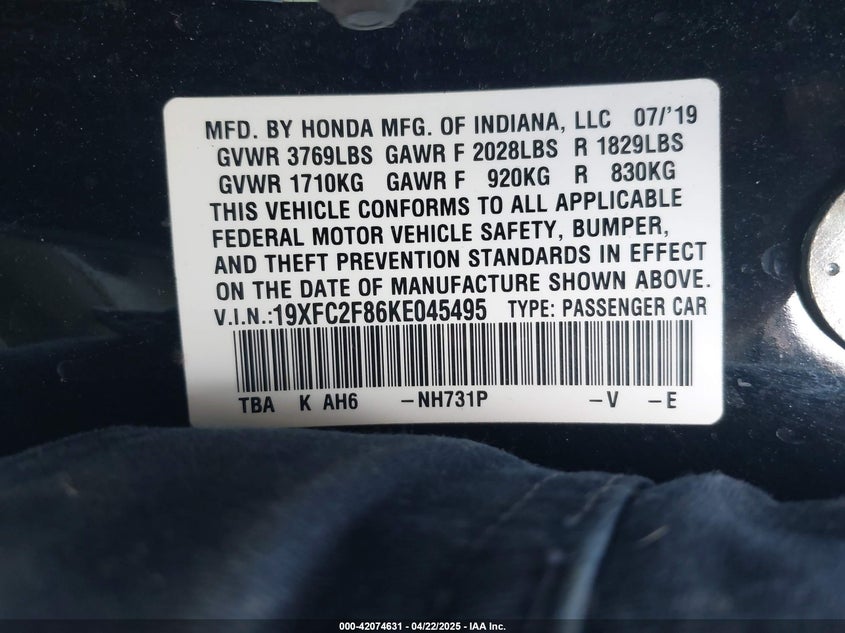 MFD. BY HONDA MFG. OF INDIANA, LLC 07/'19
GVWR 3769LBS GAWR F 2028LBS R 1829LBS
GVWR 1710KG GAWR F 920KG R 830KG
THIS VEHICLE CONFORMS TO ALL APPLICABLE
FEDERAL MOTOR VEHICLE SAFETY, BUMPER,
AND THEFT PREVENTION STANDARDS IN EFFECT
ON THE DATE OF MANUFACTURE SHOWN ABOVE.
V.I.N.:19XFC2F86KE045495 TYPE: PASSENGER CAR
TBA K AH6 -NH731P -V -E
000-42074631 - 04/22/2025 - IAA Inc.